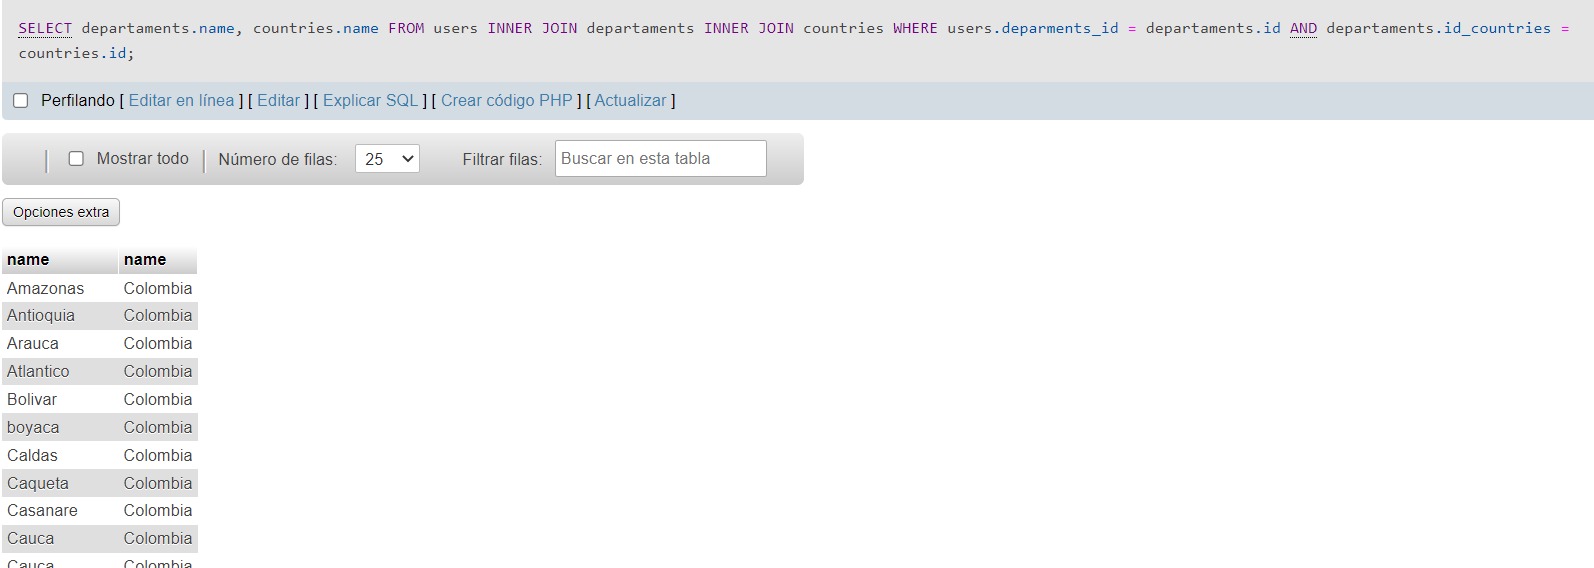 SELECT departaments.name, countries.name FROM users INNER JOIN departaments INNER JOIN countries WHERE users.deparments_id = departaments.id AND departaments.id_countries =
countries.id;
Perfilando [ Editar en línea ] [ Editar ] [ Explicar SQL ] [ Crear código PHP ] [ Actualizar ]
Mostrar todo Número de filas: 25 Filtrar filas: Buscar en esta tabla
Opciones extra
name name
Amazonas Colombia
Antioquia Colombia
Arauca Colombia
Atlantico Colombia
Bolivar Colombia
boyaca Colombia
Caldas Colombia
Caqueta Colombia
Casanare Colombia
Cauca Colombia
Cauca Colombia